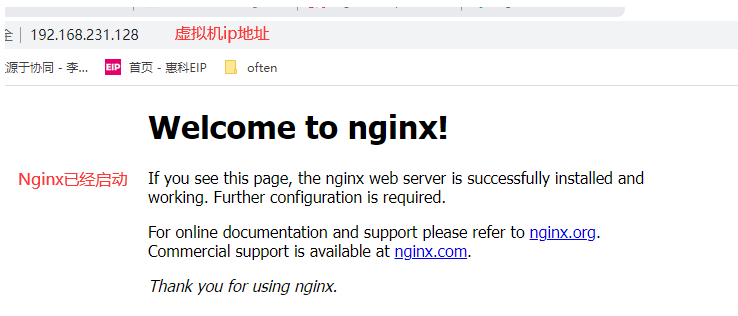 全 192.168.231.128 虚拟机ip地址
源于协同 - 李... EIP 首页 - 惠科EIP often
Welcome to nginx!
Nginx已经启动
If you see this page, the nginx web server is successfully installed and
working. Further configuration is required.
For online documentation and support please refer to nginx.org.
Commercial support is available at nginx.com.
Thank you for using nginx.